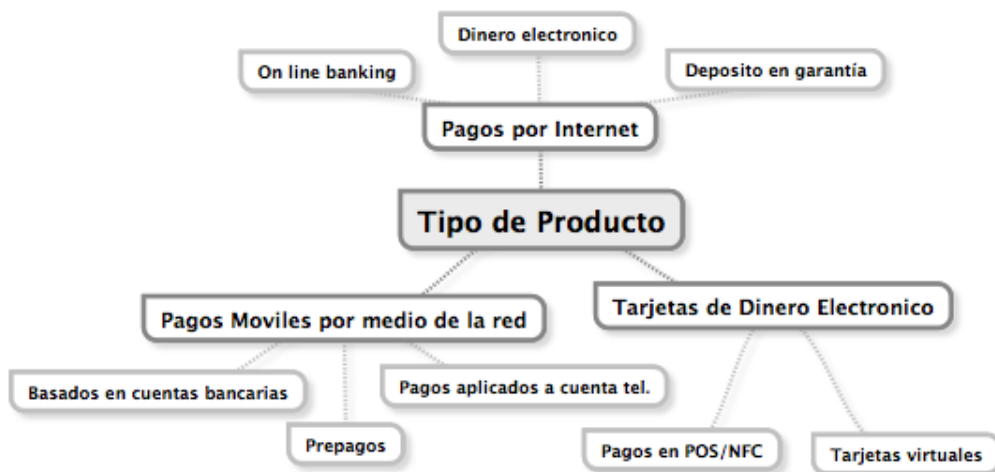 Dinero electronico
On line banking
Deposito en garantía
Pagos por Internet
Tipo de Producto
Pagos Moviles por medio de la red
Tarjetas de Dinero Electronico
Basados en cuentas bancarias
Pagos aplicados a cuenta tel.
Prepagos
Pagos en POS/NFC
Tarjetas virtuales